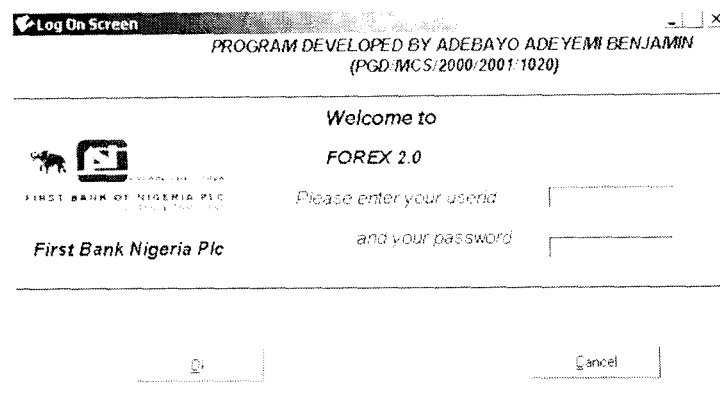 Log On Screen
PROGRAM DEVELOPED BY ADEBAYO ADEYEMI BENJAMIN
(PGD/MCS/2000/2001/1020)
Welcome to
FOREX 2.0
FIRST BANK OF NIGERIA PLC
Please enter your userid
and your password
First Bank Nigeria Plc
Cancel